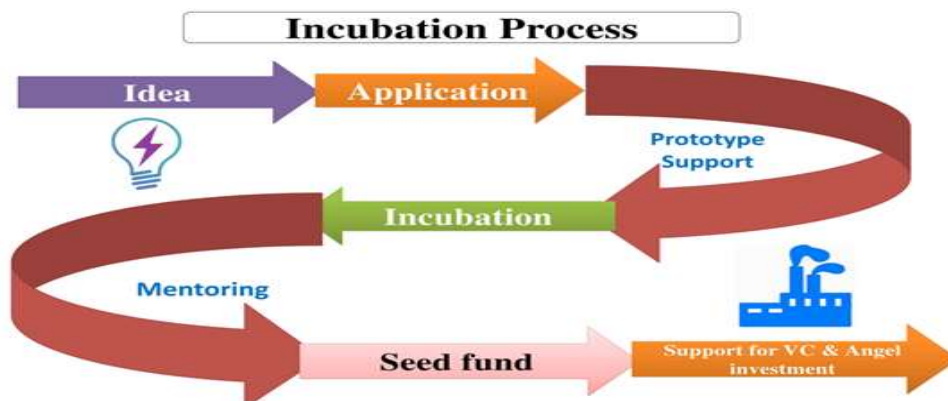 Incubation Process
Idea
Application
Prototype
Support
Incubation
Mentoring
Seed fund
Support for VC & Angel
investment